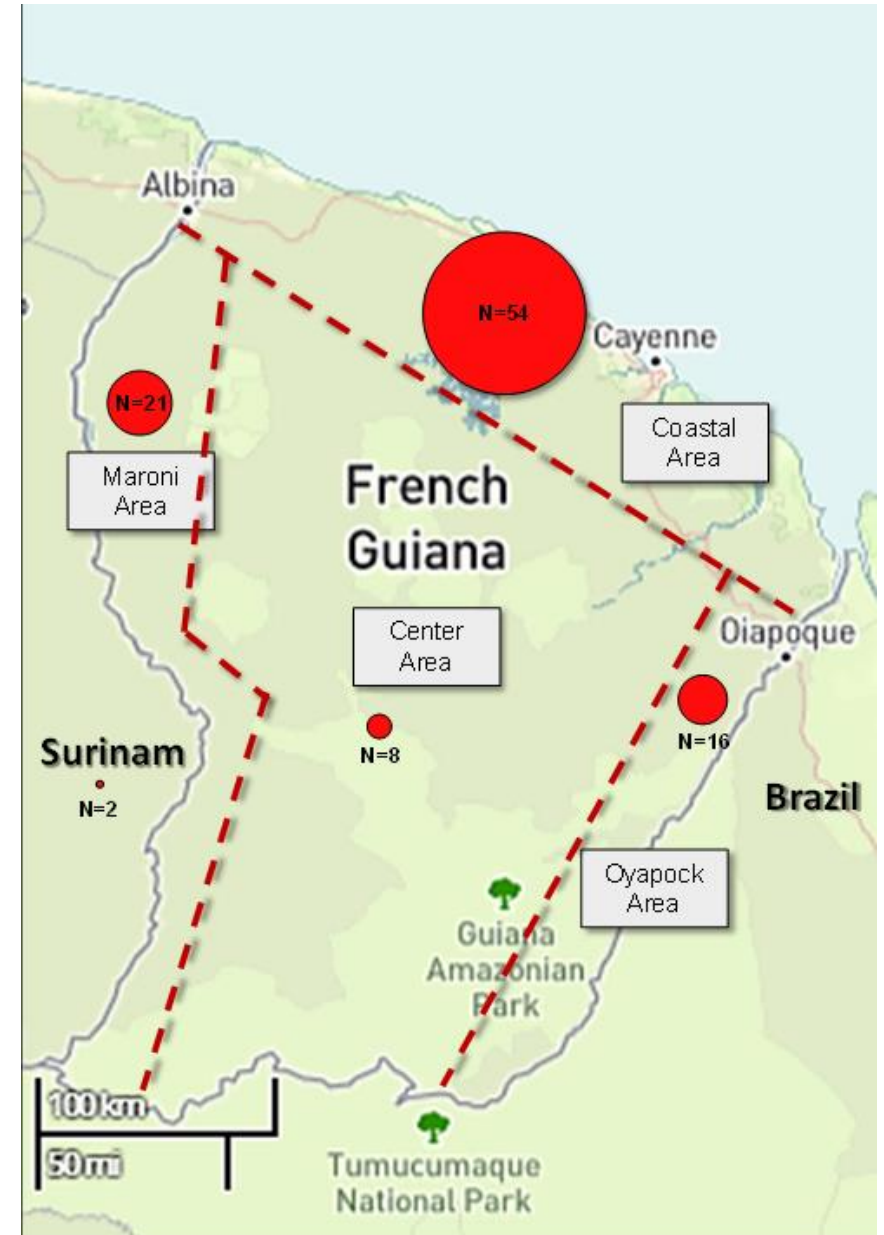 Albina
N=54
Cayenne
N=21
Coastal
Area
Maroni
Area
French
Guiana
Center
Area
Oiapoque
N=16
N=8
Surinam
N=2
Brazil
Oyapock
Area
Guiana
Amazonian
Park
100 km
50 mi
Tumucumaque
National Park